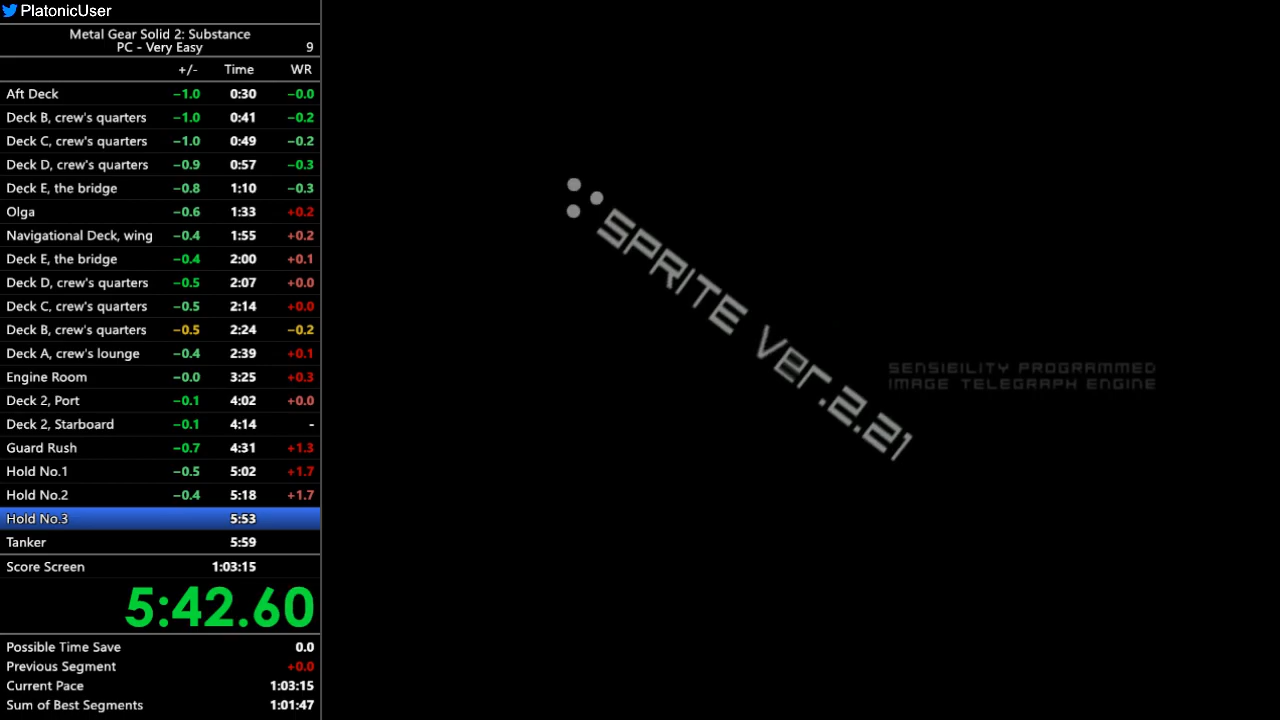 PlatonicUser
Metal Gear Solid 2: Substance
PC - Very Easy 9
+/- Time WR
Aft Deck −1.0 0:30 −0.0
Deck B, crew's quarters −1.0 0:41 −0.2
Deck C, crew's quarters −1.0 0:49 −0.2
Deck D, crew's quarters −0.9 0:57 −0.3
Deck E, the bridge −0.8 1:10 −0.3
Olga −0.6 1:33 +0.2
Navigational Deck, wing −0.4 1:55 +0.2
Deck E, the bridge −0.4 2:00 +0.1
Deck D, crew's quarters −0.5 2:07 +0.0
Deck C, crew's quarters −0.5 2:14 +0.0
Deck B, crew's quarters −0.5 2:24 −0.2
Deck A, crew's lounge −0.4 2:39 +0.1
Engine Room −0.0 3:25 +0.3
Deck 2, Port −0.1 4:02 +0.0
Deck 2, Starboard −0.1 4:14 -
Guard Rush −0.7 4:31 +1.3
Hold No.1 −0.5 5:02 +1.7
Hold No.2 −0.4 5:18 +1.7
Hold No.3 5:53
Tanker 5:59
Score Screen 1:03:15
5:42.60
Possible Time Save 0.0
Previous Segment +0.0
Current Pace 1:03:15
Sum of Best Segments 1:01:47
SPRITE Ver.2.21
SENSIBILITY PROGRAMMED
IMAGE TELEGRAPH ENGINE